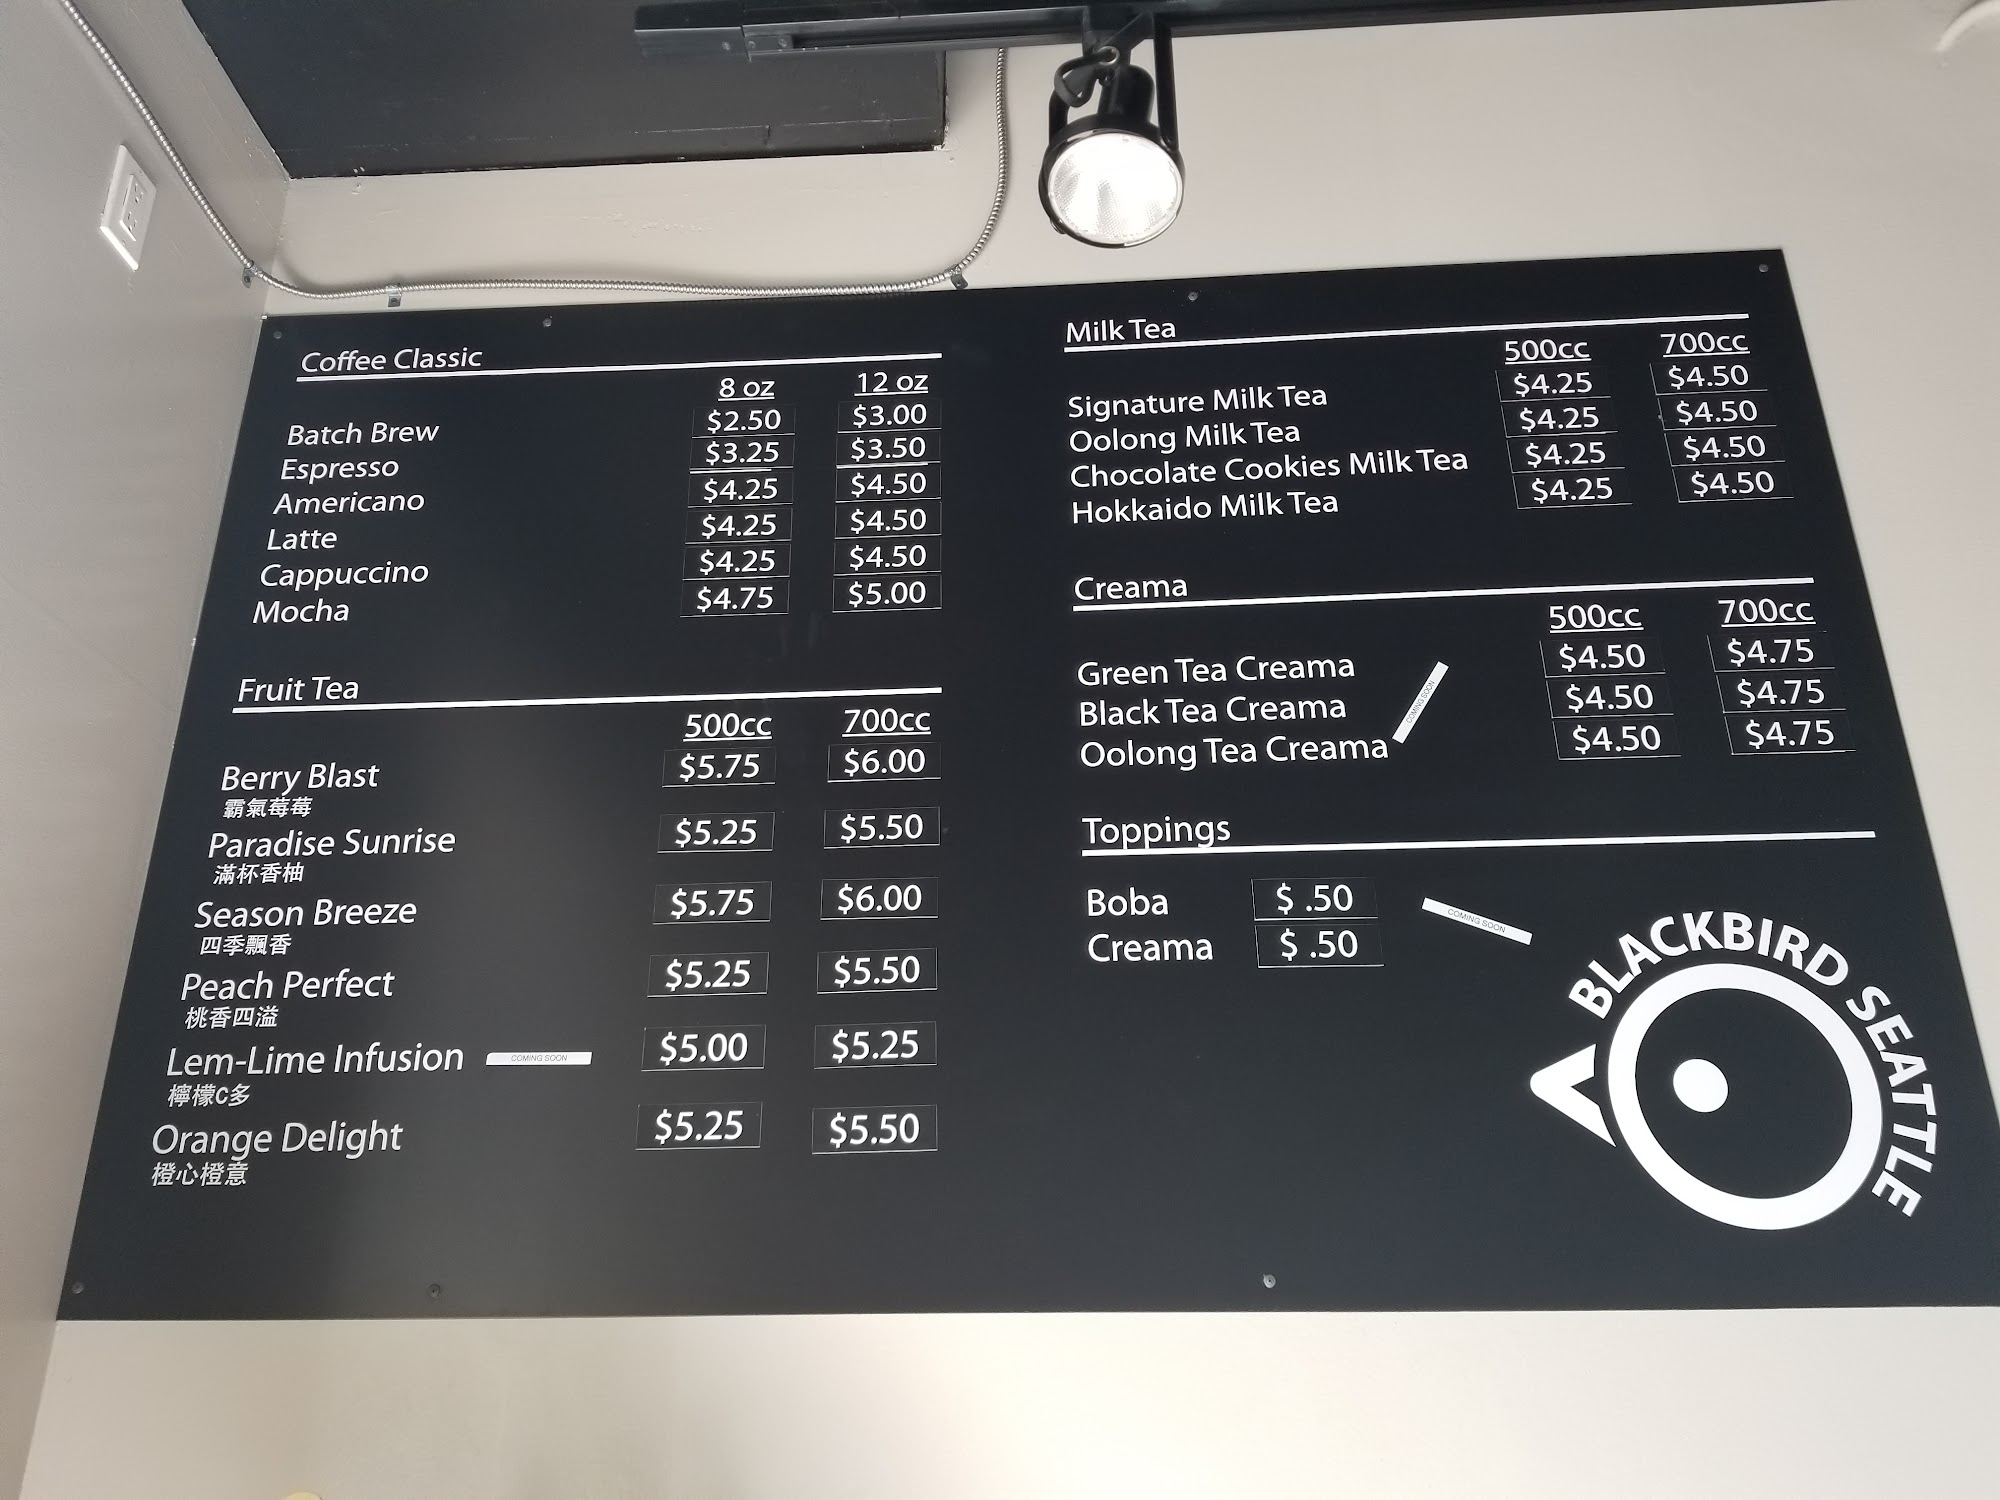 Coffee Classic
8 oz 12 oz
Batch Brew $2.50 $3.00
Espresso $3.25 $3.50
Americano $4.25 $4.50
Latte $4.25 $4.50
Cappuccino $4.25 $4.50
Mocha $4.75 $5.00
Fruit Tea
500cc 700cc
Berry Blast $5.75 $6.00
霸氣莓莓
Paradise Sunrise $5.25 $5.50
滿杯香柚
Season Breeze $5.75 $6.00
四季飄香
Peach Perfect $5.25 $5.50
桃香四溢
Lem-Lime Infusion COMING SOON $5.00 $5.25
檸檬C多
Orange Delight $5.25 $5.50
橙心橙意
Milk Tea
500cc 700cc
Signature Milk Tea $4.25 $4.50
Oolong Milk Tea $4.25 $4.50
Chocolate Cookies Milk Tea $4.25 $4.50
Hokkaido Milk Tea $4.25 $4.50
Creama
500cc 700cc
Green Tea Creama $4.50 $4.75
Black Tea Creama COMING SOON $4.50 $4.75
Oolong Tea Creama $4.50 $4.75
Toppings
Boba $ .50 COMING SOON
Creama $ .50
BLACKBIRD SEATTLE